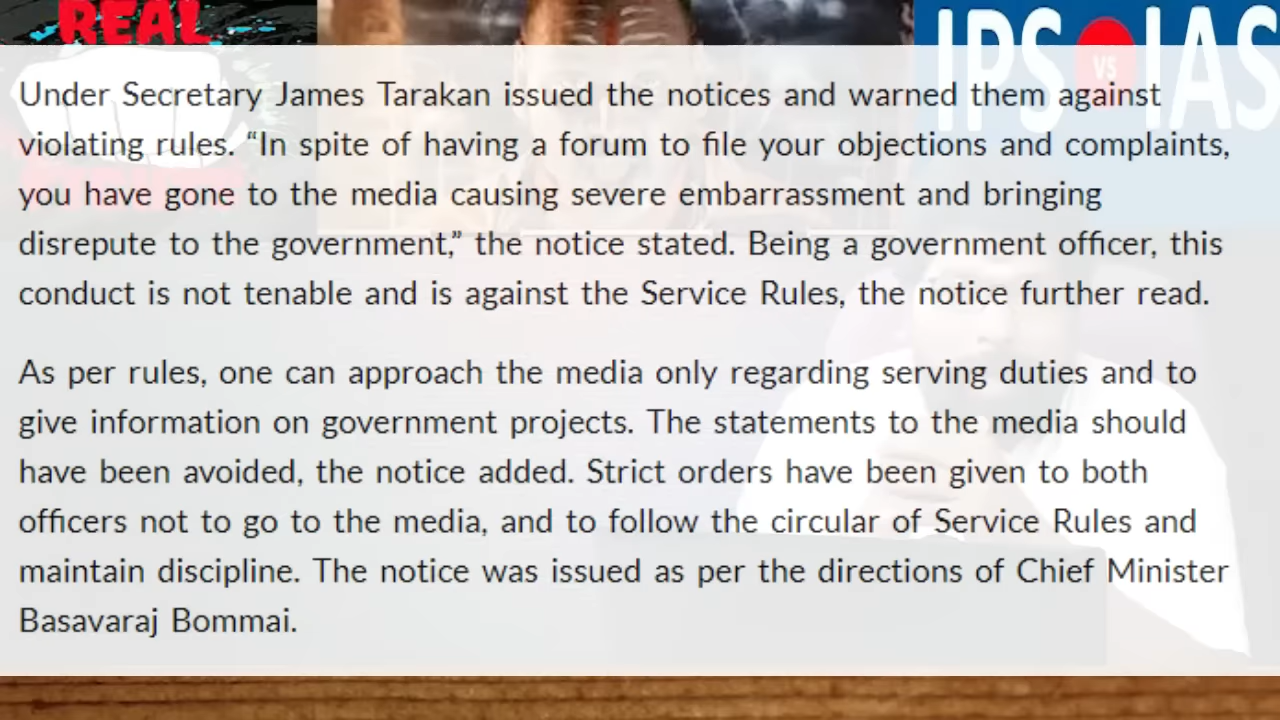 REAL
IPS VS IAS
Under Secretary James Tarakan issued the notices and warned them against
violating rules. “In spite of having a forum to file your objections and complaints,
you have gone to the media causing severe embarrassment and bringing
disrepute to the government,” the notice stated. Being a government officer, this
conduct is not tenable and is against the Service Rules, the notice further read.
As per rules, one can approach the media only regarding serving duties and to
give information on government projects. The statements to the media should
have been avoided, the notice added. Strict orders have been given to both
officers not to go to the media, and to follow the circular of Service Rules and
maintain discipline. The notice was issued as per the directions of Chief Minister
Basavaraj Bommai.